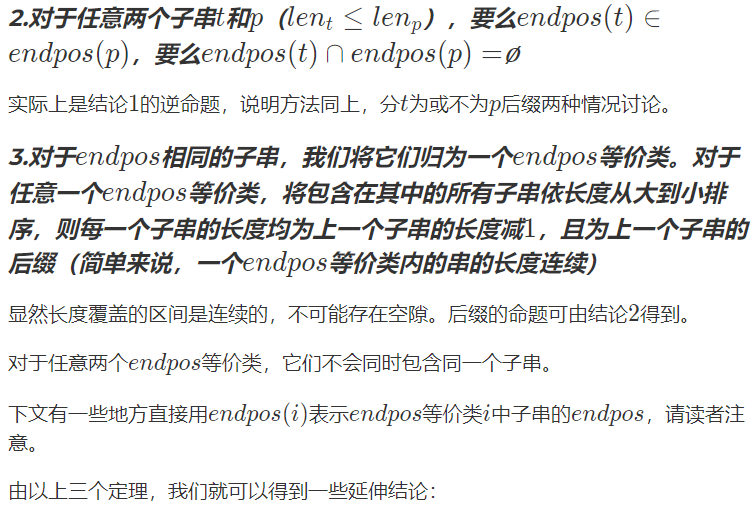 2.对于任意两个子串t和p（len_t ≤ len_p），要么endpos(t) ∈
endpos(p)，要么endpos(t) ∩ endpos(p) =ø
实际上是结论1的逆命题，说明方法同上，分t为或不为p后缀两种情况讨论。
3.对于endpos相同的子串，我们将它们归为一个endpos等价类。对于
任意一个endpos等价类，将包含在其中的所有子串依长度从大到小排
序，则每一个子串的长度均为上一个子串的长度减1，且为上一个子串的
后缀（简单来说，一个endpos等价类内的串的长度连续）
显然长度覆盖的区间是连续的，不可能存在空隙。后缀的命题可由结论2得到。
对于任意两个endpos等价类，它们不会同时包含同一个子串。
下文有一些地方直接用endpos(i)表示endpos等价类i中子串的endpos，请读者注
意。
由以上三个定理，我们就可以得到一些延伸结论：